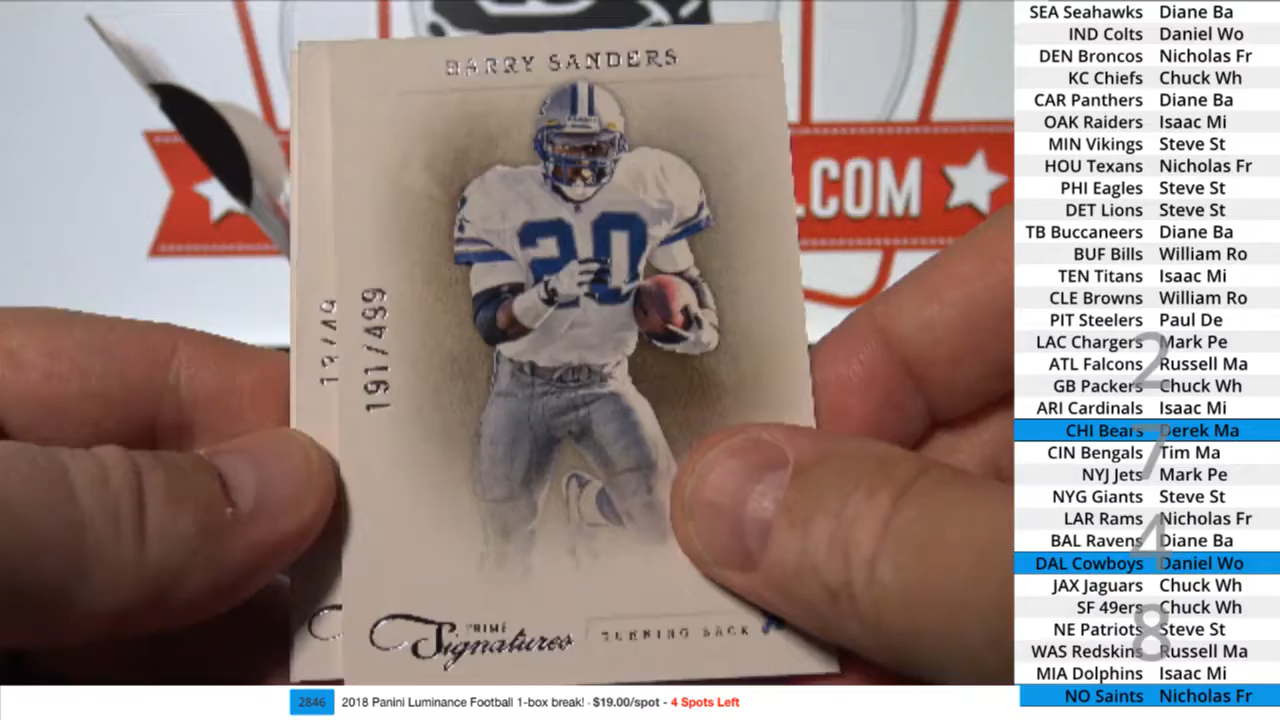 BARRY SANDERS
20
191/499
PRIME
Signatures
RUNNING BACK
.COM
SEA Seahawks Diane Ba
IND Colts Daniel Wo
DEN Broncos Nicholas Fr
KC Chiefs Chuck Wh
CAR Panthers Diane Ba
OAK Raiders Isaac Mi
MIN Vikings Steve St
HOU Texans Nicholas Fr
PHI Eagles Steve St
DET Lions Steve St
TB Buccaneers Diane Ba
BUF Bills William Ro
TEN Titans Isaac Mi
CLE Browns William Ro
PIT Steelers Paul De
LAC Chargers Mark Pe
ATL Falcons Russell Ma
GB Packers Chuck Wh
ARI Cardinals Isaac Mi
CHI Bears Derek Ma
CIN Bengals Tim Ma
NYJ Jets Mark Pe
NYG Giants Steve St
LAR Rams Nicholas Fr
BAL Ravens Diane Ba
DAL Cowboys Daniel Wo
JAX Jaguars Chuck Wh
SF 49ers Chuck Wh
NE Patriots Steve St
WAS Redskins Russell Ma
MIA Dolphins Isaac Mi
NO Saints Nicholas Fr
2
7
4
8
2846 2018 Panini Luminance Football 1-box break! - $19.00/spot - 4 Spots Left